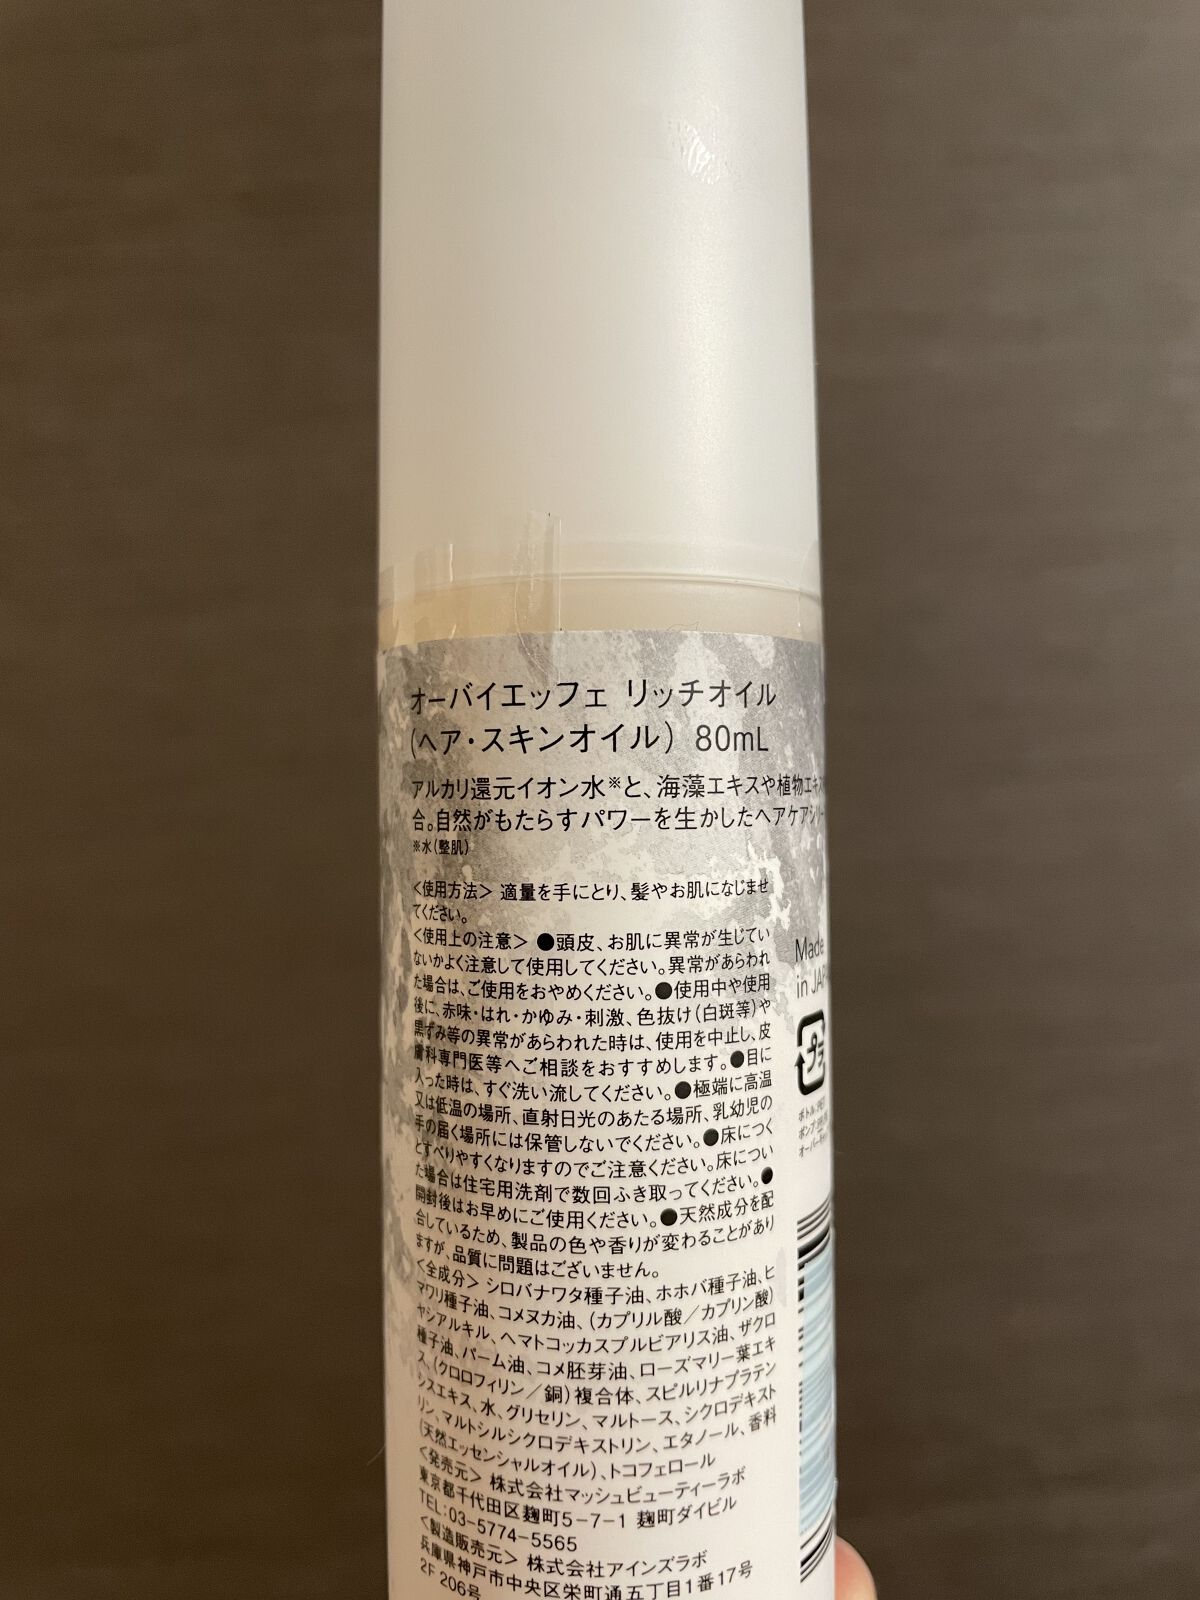 オーバイエッフェ リッチオイル
(ヘア・スキンオイル) 80mL
アルカリ還元イオン水※と、海藻エキスや植物エキス
合。自然がもたらすパワーを生かしたヘアケアシリー
※水(整肌)
<使用方法> 適量を手にとり、髪やお肌になじませ
てください。
<使用上の注意> ●頭皮、お肌に異常が生じてい
ないかよく注意して使用してください。異常があらわれ
た場合は、ご使用をおやめください。●使用中や使用
後に、赤味・はれ・かゆみ・刺激、色抜け(白斑等)や
黒ずみ等の異常があらわれた時は、使用を中止し、皮
膚科専門医等へご相談をおすすめします。●目に
入った時は、すぐ洗い流してください。●極端に高温
又は低温の場所、直射日光のあたる場所、乳幼児の
手の届く場所には保管しないでください。●床につく
とすべりやすくなりますのでご注意ください。床につい
た場合は住宅用洗剤で数回ふき取ってください。●
開封後はお早めにご使用ください。●天然成分を配
合しているため、製品の色や香りが変わることがあり
ますが、品質に問題はございません。
<全成分> シロバナワタ種子油、ホホバ種子油、ヒ
マワリ種子油、コメヌカ油、(カプリル酸/カプリン酸)
ヤシアルキル、ヘマトコッカスプルビアリス油、ザクロ
種子油、パーム油、コメ胚芽油、ローズマリー葉エキ
ス、(クロロフィリン/銅)複合体、スピルリナプラテン
シスエキス、水、グリセリン、マルトース、シクロデキスト
リン、マルトシルシクロデキストリン、エタノール、香料
(天然エッセンシャルオイル)、トコフェロール
<発売元> 株式会社マッシュビューティーラボ
東京都千代田区麹町5-7-1 麹町ダイビル
TEL:03-5774-5565
<製造販売元> 株式会社アインズラボ
兵庫県神戸市中央区栄町通五丁目1番17号
2F 206号
Made
in JAPA
プラ